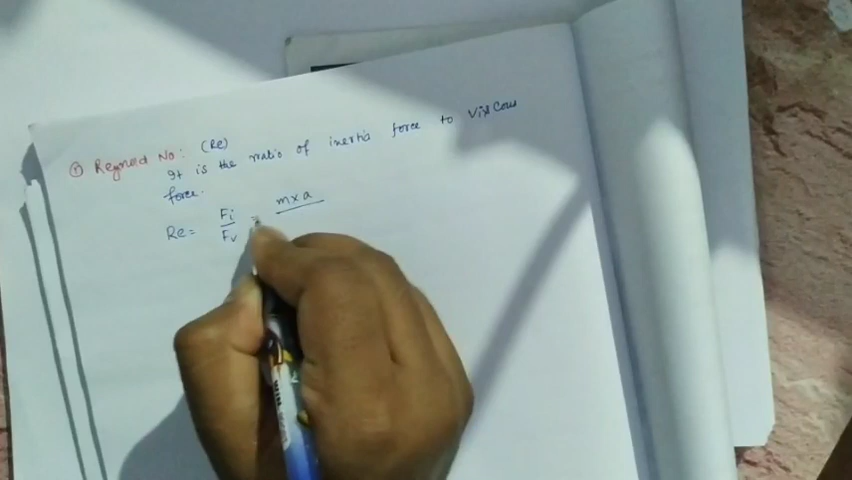 ① Reynold No: (Re)
It is the ratio of inertia force to Viscous
force.
Re = Fi/Fv = m×a